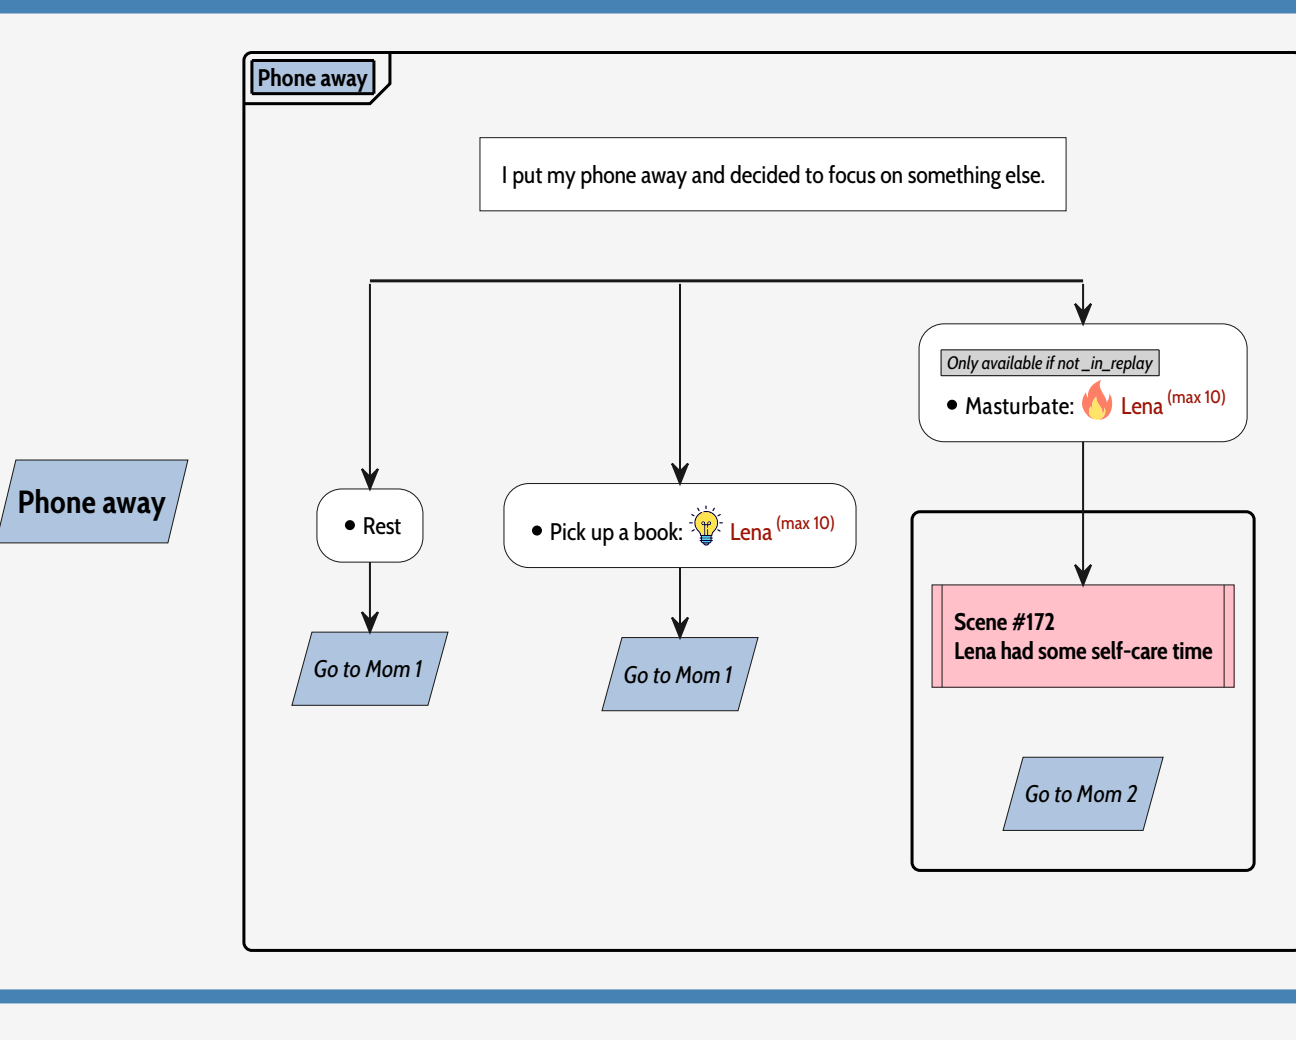 Phone away
I put my phone away and decided to focus on something else.
Only available if not _in_replay
• Masturbate: Lena (max 10)
Phone away
• Rest
• Pick up a book: Lena (max 10)
Scene #172
Lena had some self-care time
Go to Mom 1
Go to Mom 1
Go to Mom 2